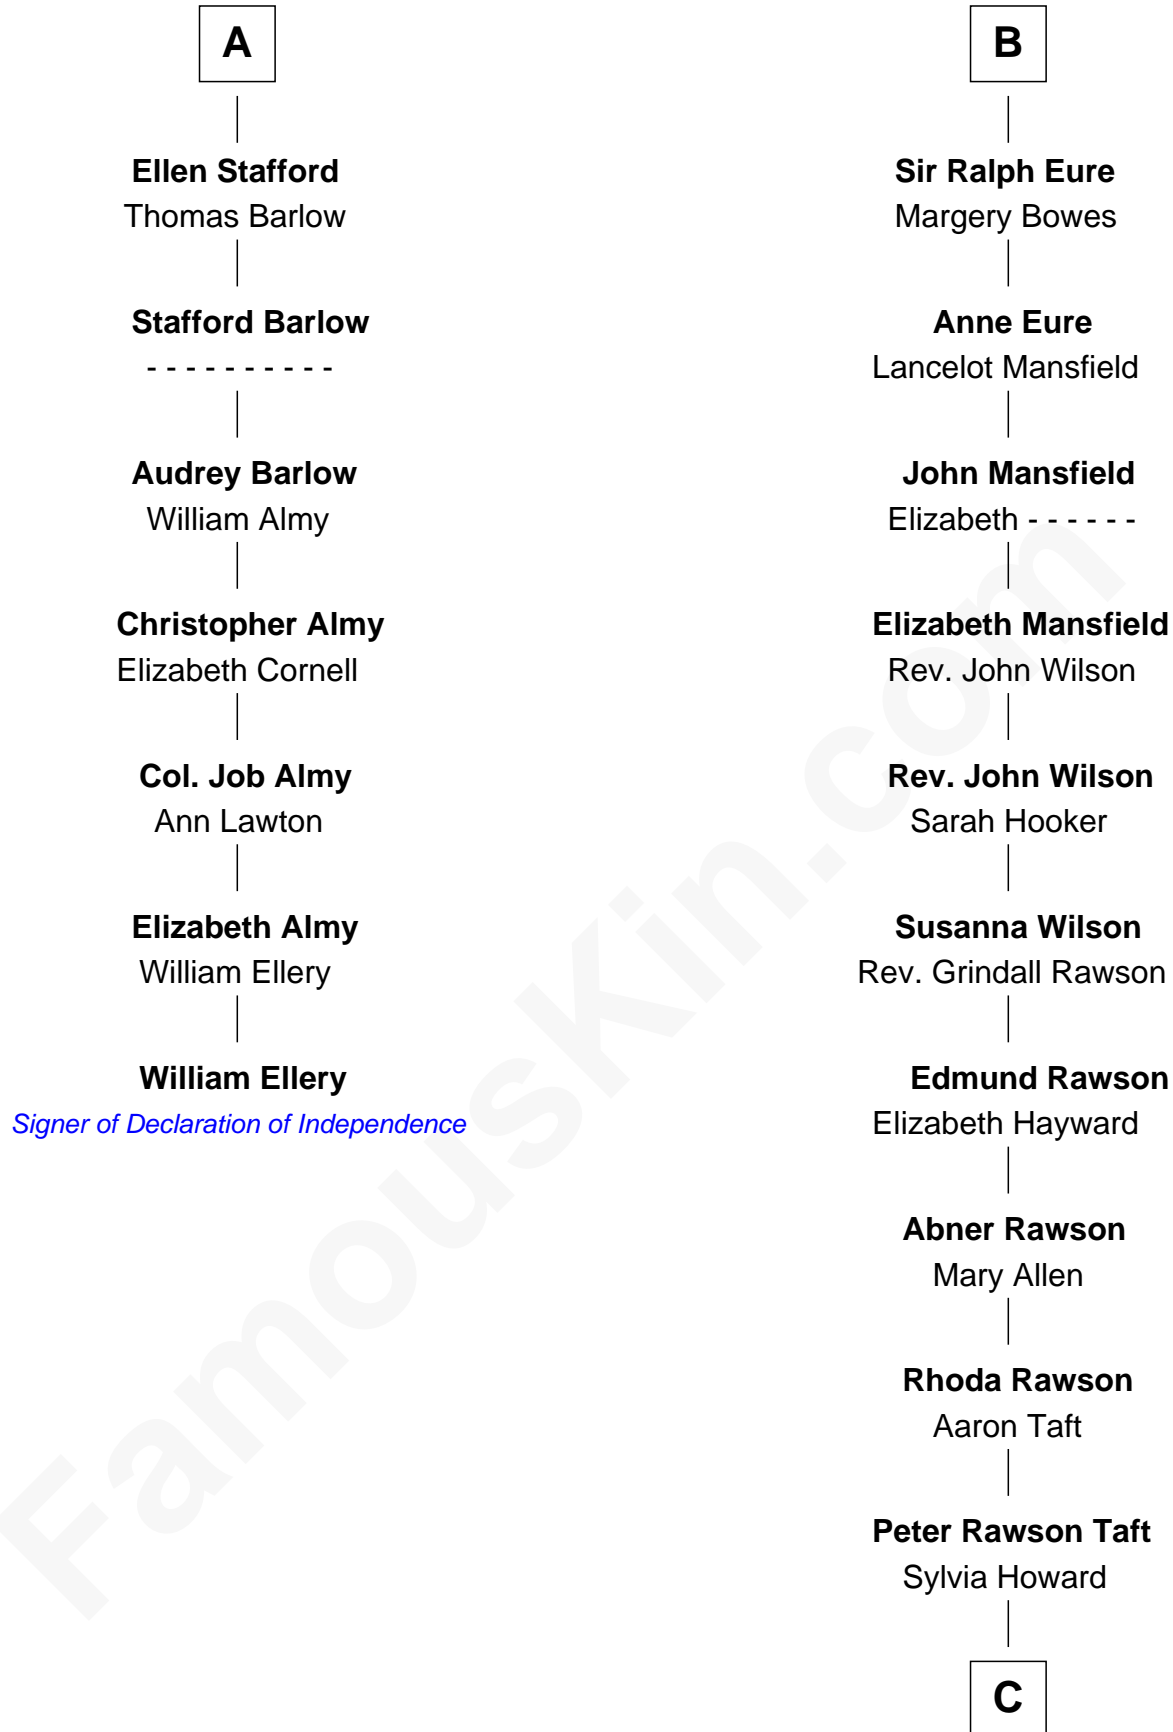 A
Ellen Stafford
Thomas Barlow
Stafford Barlow
- - - - - - - - - -
Audrey Barlow
William Almy
Christopher Almy
Elizabeth Cornell
Col. Job Almy
Ann Lawton
Elizabeth Almy
William Ellery
William Ellery
Signer of Declaration of Independence
B
Sir Ralph Eure
Margery Bowes
Anne Eure
Lancelot Mansfield
John Mansfield
Elizabeth - - - - - -
Elizabeth Mansfield
Rev. John Wilson
Rev. John Wilson
Sarah Hooker
Susanna Wilson
Rev. Grindall Rawson
Edmund Rawson
Elizabeth Hayward
Abner Rawson
Mary Allen
Rhoda Rawson
Aaron Taft
Peter Rawson Taft
Sylvia Howard
C
FamousKin.com